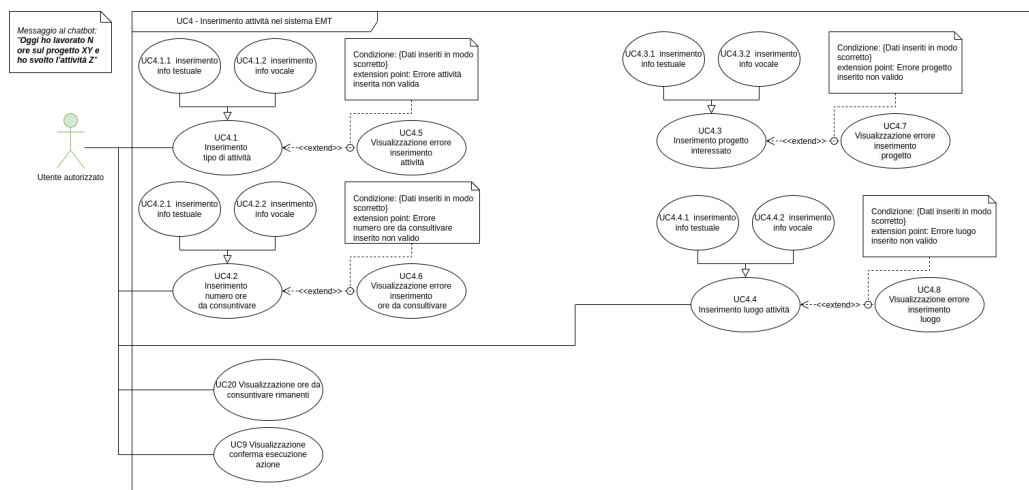 Messaggio al chatbot:
"Oggi ho lavorato N
ore sul progetto XY e
ho svolto l'attività Z"
UC4 - Inserimento attività nel sistema EMT
UC4.1.1 inserimento
info testuale
UC4.1.2 inserimento
info vocale
Condizione: {Dati inseriti in modo
scorretto}
extension point: Errore attività
inserita non valida
UC4.3.1 inserimento
info testuale
UC4.3.2 inserimento
info vocale
Condizione: {Dati inseriti in modo
scorretto}
extension point: Errore progetto
inserito non valido
Utente autorizzato
UC4.1
Inserimento
tipo di attività
<<extend>>
UC4.5
Visualizzazione errore
inserimento
attività
UC4.3
Inserimento progetto
interessato
<<extend>>
UC4.7
Visualizzazione errore
inserimento
progetto
UC4.2.1 inserimento
info testuale
UC4.2.2 inserimento
info vocale
Condizione: {Dati inseriti in modo
scorretto}
extension point: Errore
numero ore da consultivare
inserito non valido
UC4.4.1 inserimento
info testuale
UC4.4.2 inserimento
info vocale
Condizione: {Dati inseriti in modo
scorretto}
extension point: Errore luogo
inserito non valido
UC4.2
Inserimento
numero ore
da consuntivare
<<extend>>
UC4.6
Visualizzazione errore
inserimento
ore da consultivare
UC4.4
Inserimento luogo attività
<<extend>>
UC4.8
Visualizzazione errore
inserimento
luogo
UC20 Visualizzazione ore da
consuntivare rimanenti
UC9 Visualizzazione
conferma esecuzione
azione